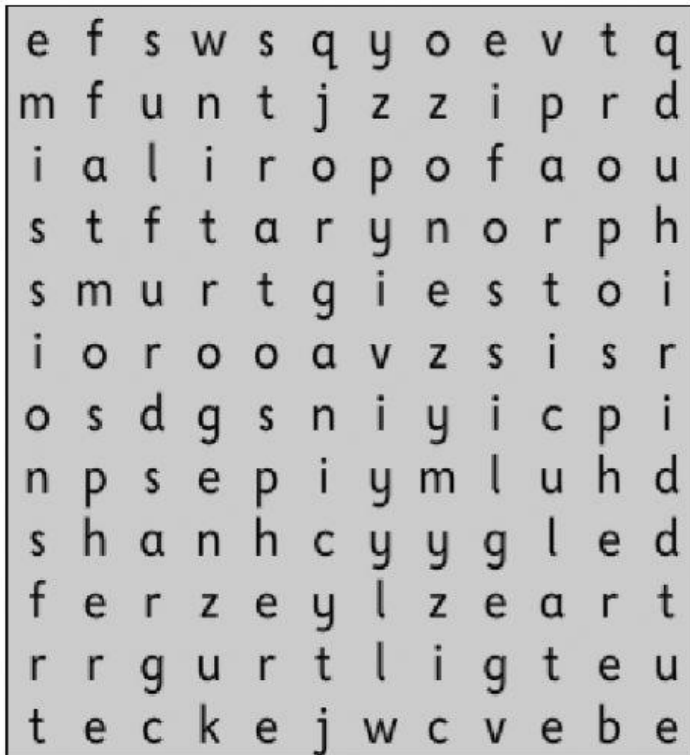 e f s w s q y o e v t q
m f u n t j z z i p r d
i a l i r o p o f a o u
s t f t a r y n o r p h
s m u r t g i e s t o i
i o r o o a v z s i s r
o s d g s n i y i c p i
n p s e p i y m l u h d
s h a n h c y y g l e d
f e r z e y l z e a r t
r r g u r t l i g t e u
t e c k e j w c v e b e